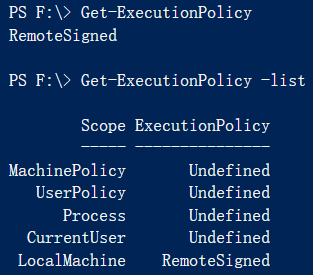 PS F:\> Get-ExecutionPolicy
RemoteSigned
PS F:\> Get-ExecutionPolicy -list
Scope ExecutionPolicy
----- ---------------
MachinePolicy Undefined
UserPolicy Undefined
Process Undefined
CurrentUser Undefined
LocalMachine RemoteSigned